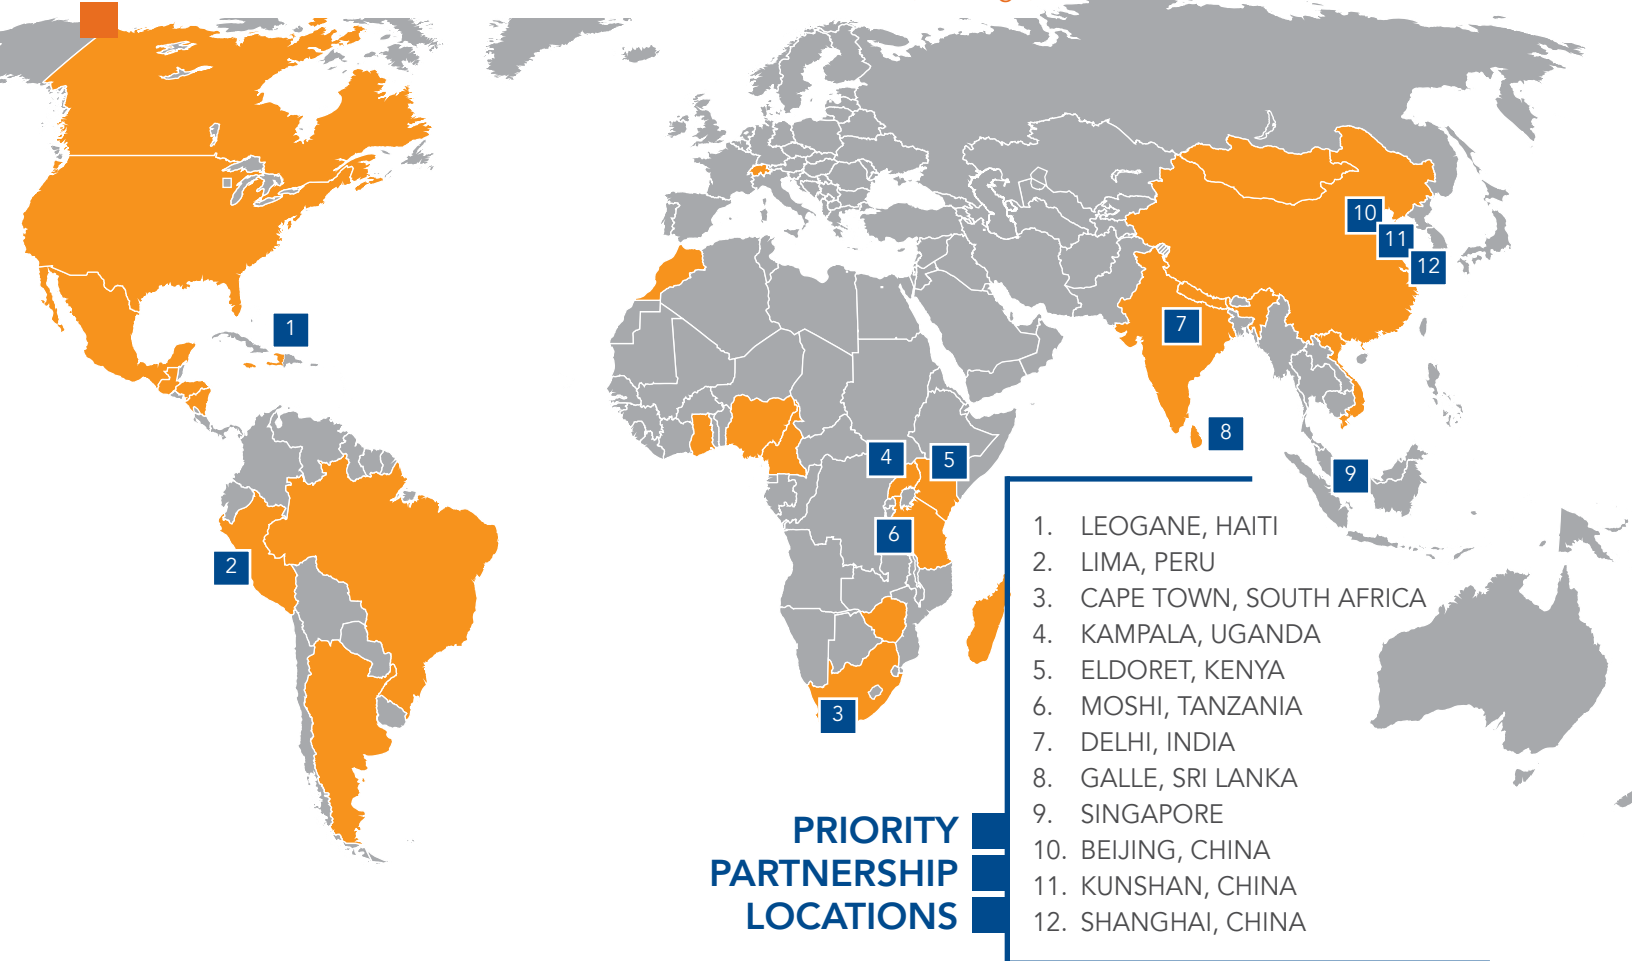 10
11
12
1
7
8
4
5
9
6
2
3
1. LEOGANE, HAITI
2. LIMA, PERU
3. CAPE TOWN, SOUTH AFRICA
4. KAMPALA, UGANDA
5. ELDORET, KENYA
6. MOSHI, TANZANIA
7. DELHI, INDIA
8. GALLE, SRI LANKA
9. SINGAPORE
10. BEIJING, CHINA
11. KUNSHAN, CHINA
12. SHANGHAI, CHINA
PRIORITY
PARTNERSHIP
LOCATIONS